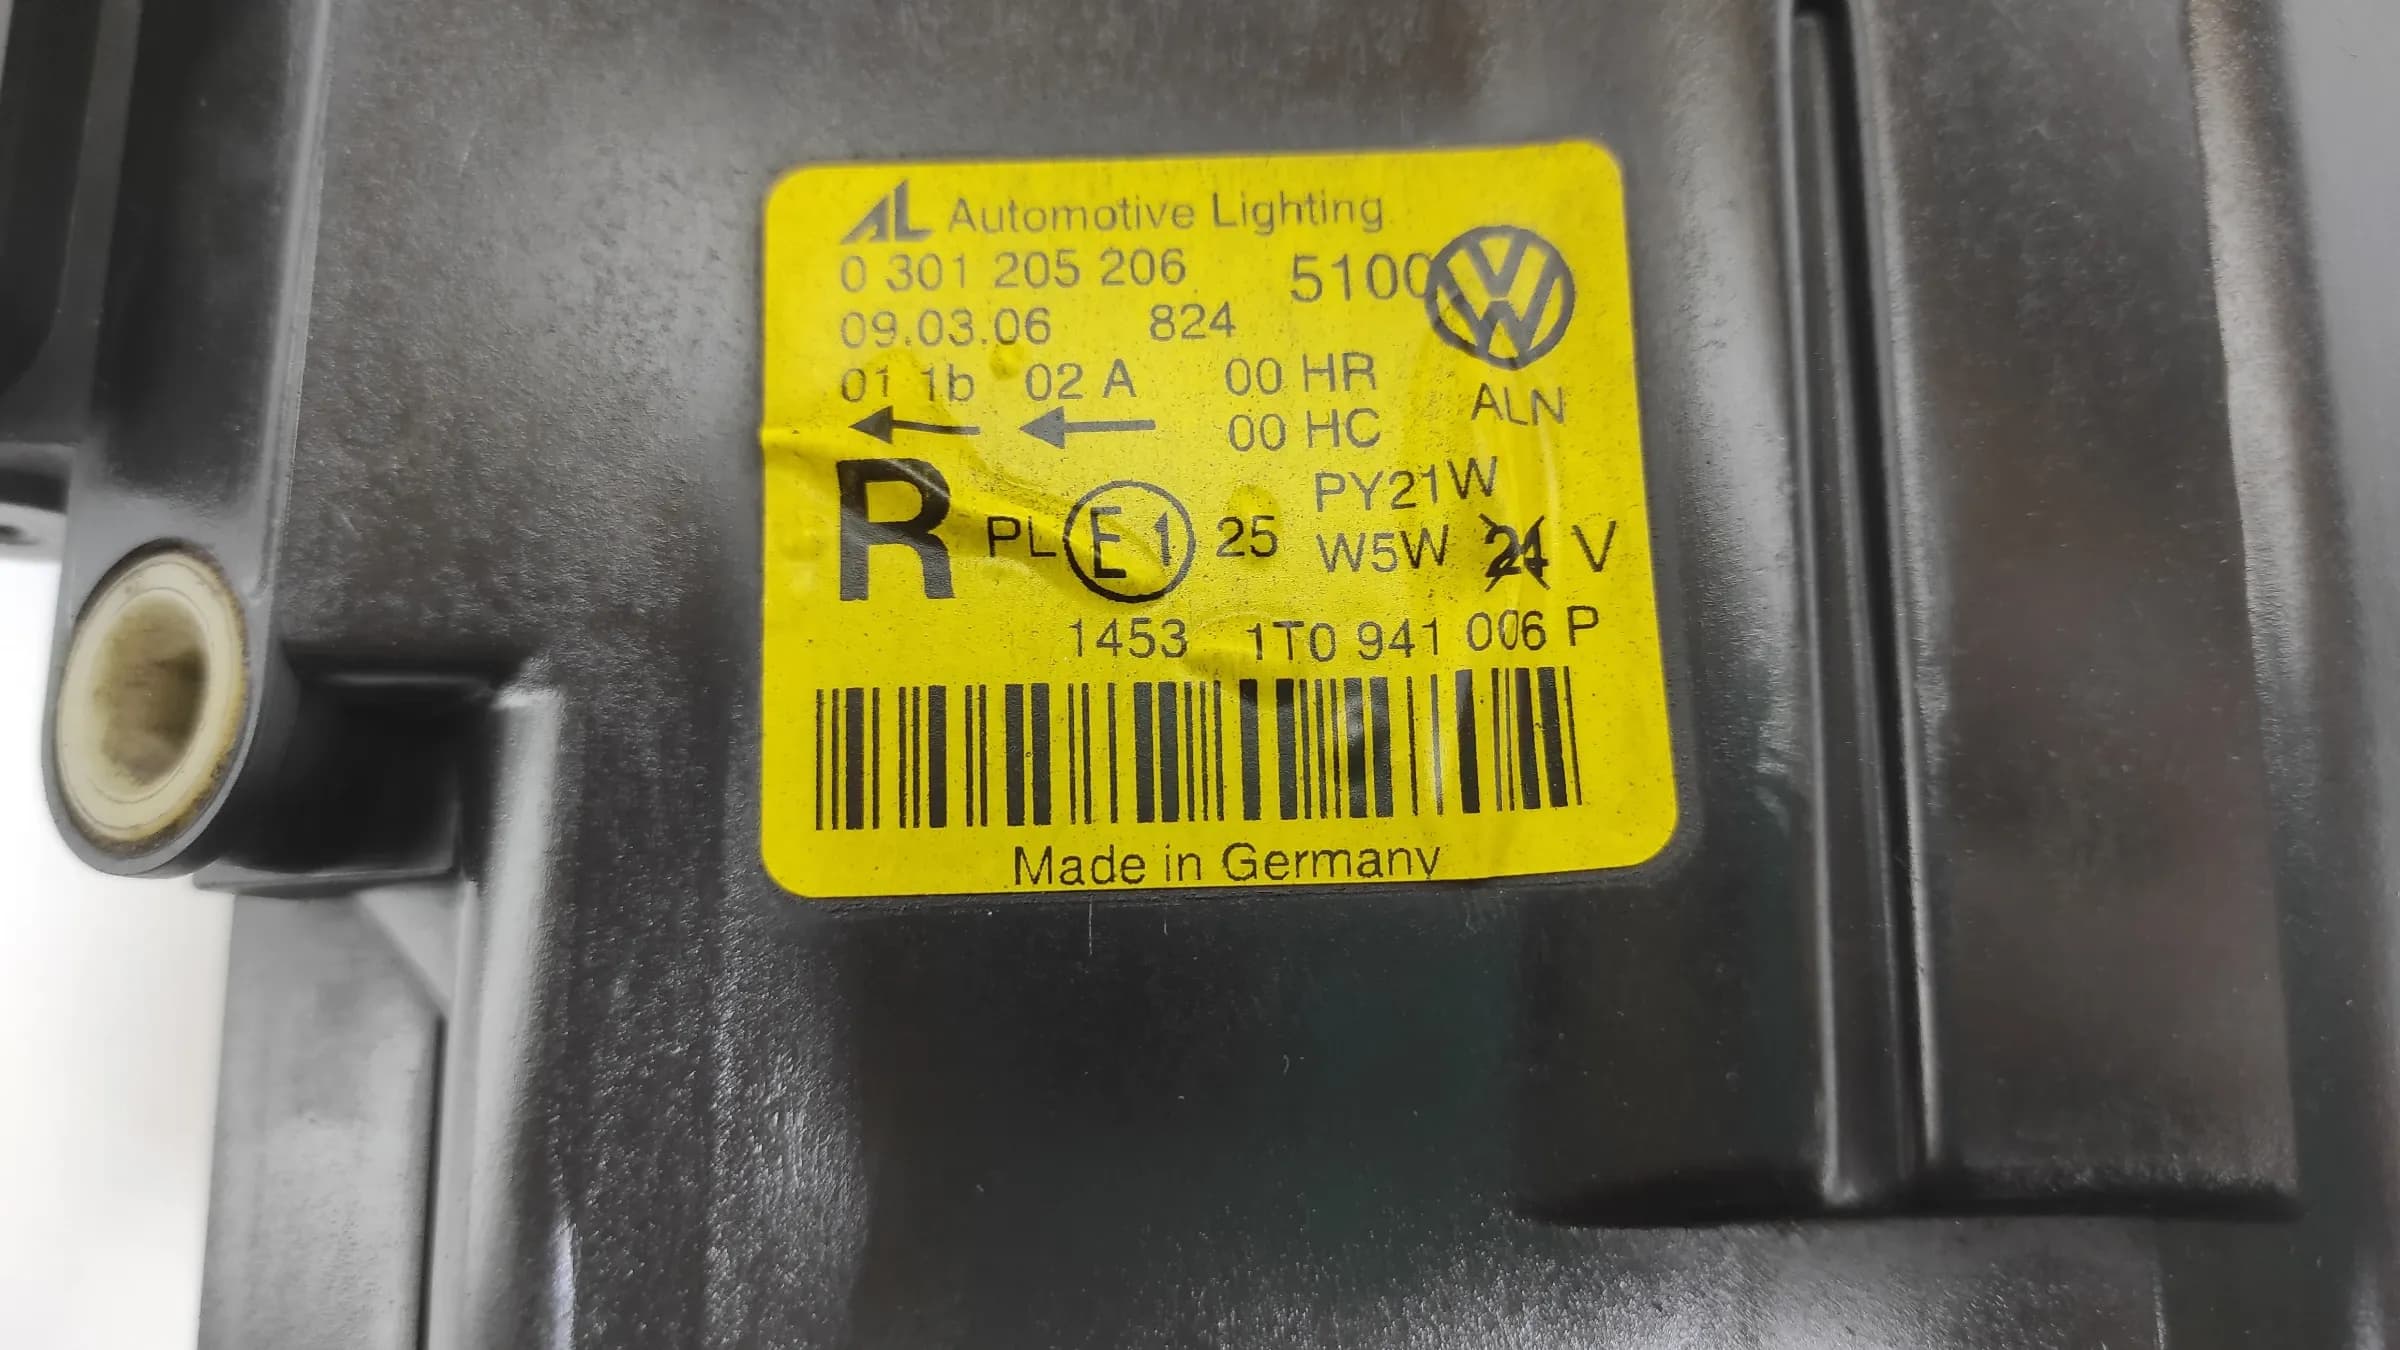 AL Automotive Lighting
0 301 205 206 5100
09.03.06 824
01 1b 02 A 00 HR
00 HC
ALN
R PL E1 25 PY21W
W5W 24 V
1453 1T0 941 006 P
Made in Germany